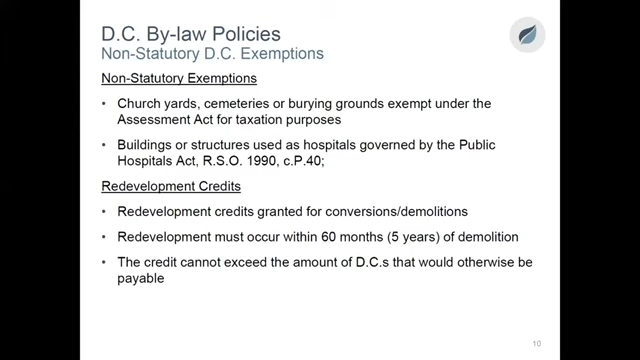 D.C. By-law Policies
Non-Statutory D.C. Exemptions
Non-Statutory Exemptions
• Church yards, cemeteries or burying grounds exempt under the
Assessment Act for taxation purposes
• Buildings or structures used as hospitals governed by the Public
Hospitals Act, R.S.O. 1990, c.P.40;
Redevelopment Credits
• Redevelopment credits granted for conversions/demolitions
• Redevelopment must occur within 60 months (5 years) of demolition
• The credit cannot exceed the amount of D.C.s that would otherwise be
payable
10